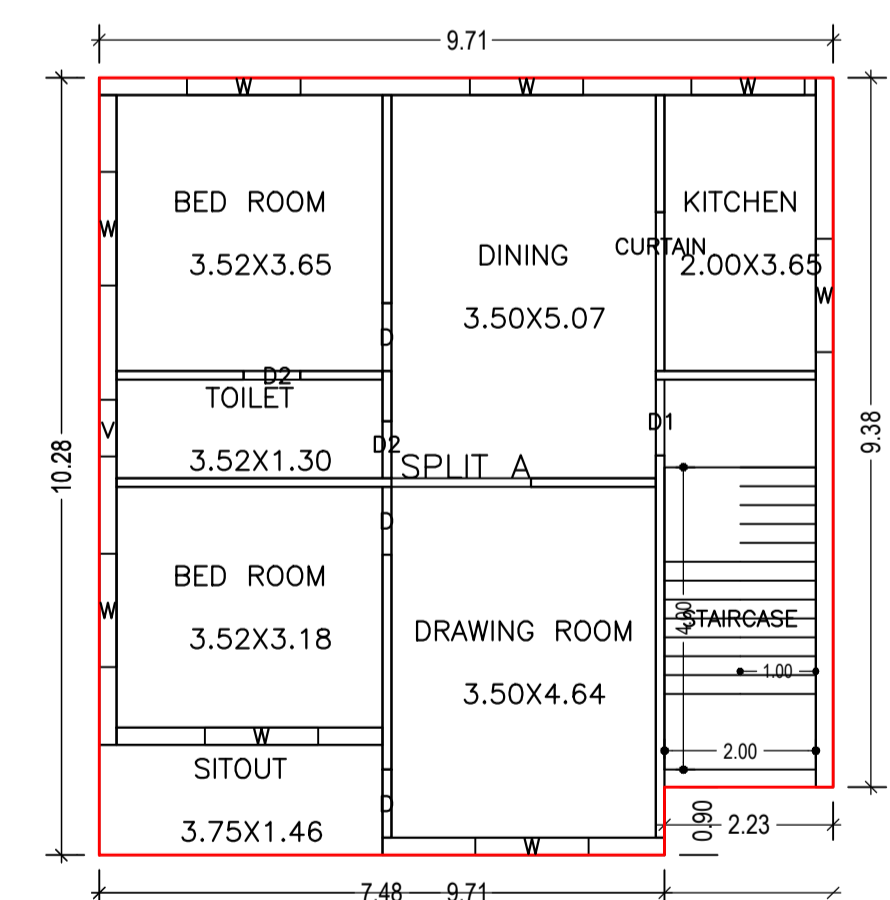 9.71
W W W
BED ROOM
3.52X3.65
W
DINING
3.50X5.07
KITCHEN
2.00X3.65
CURTAIN
W
D
D2
TOILET
3.52X1.30
V
D2
D1
SPLIT A
10.28
9.38
D
BED ROOM
3.52X3.18
W
DRAWING ROOM
3.50X4.64
STAIRCASE
4.00
1.00
2.00
W
SITOUT
3.75X1.46
D
W
0.90
2.23
7.48 9.71